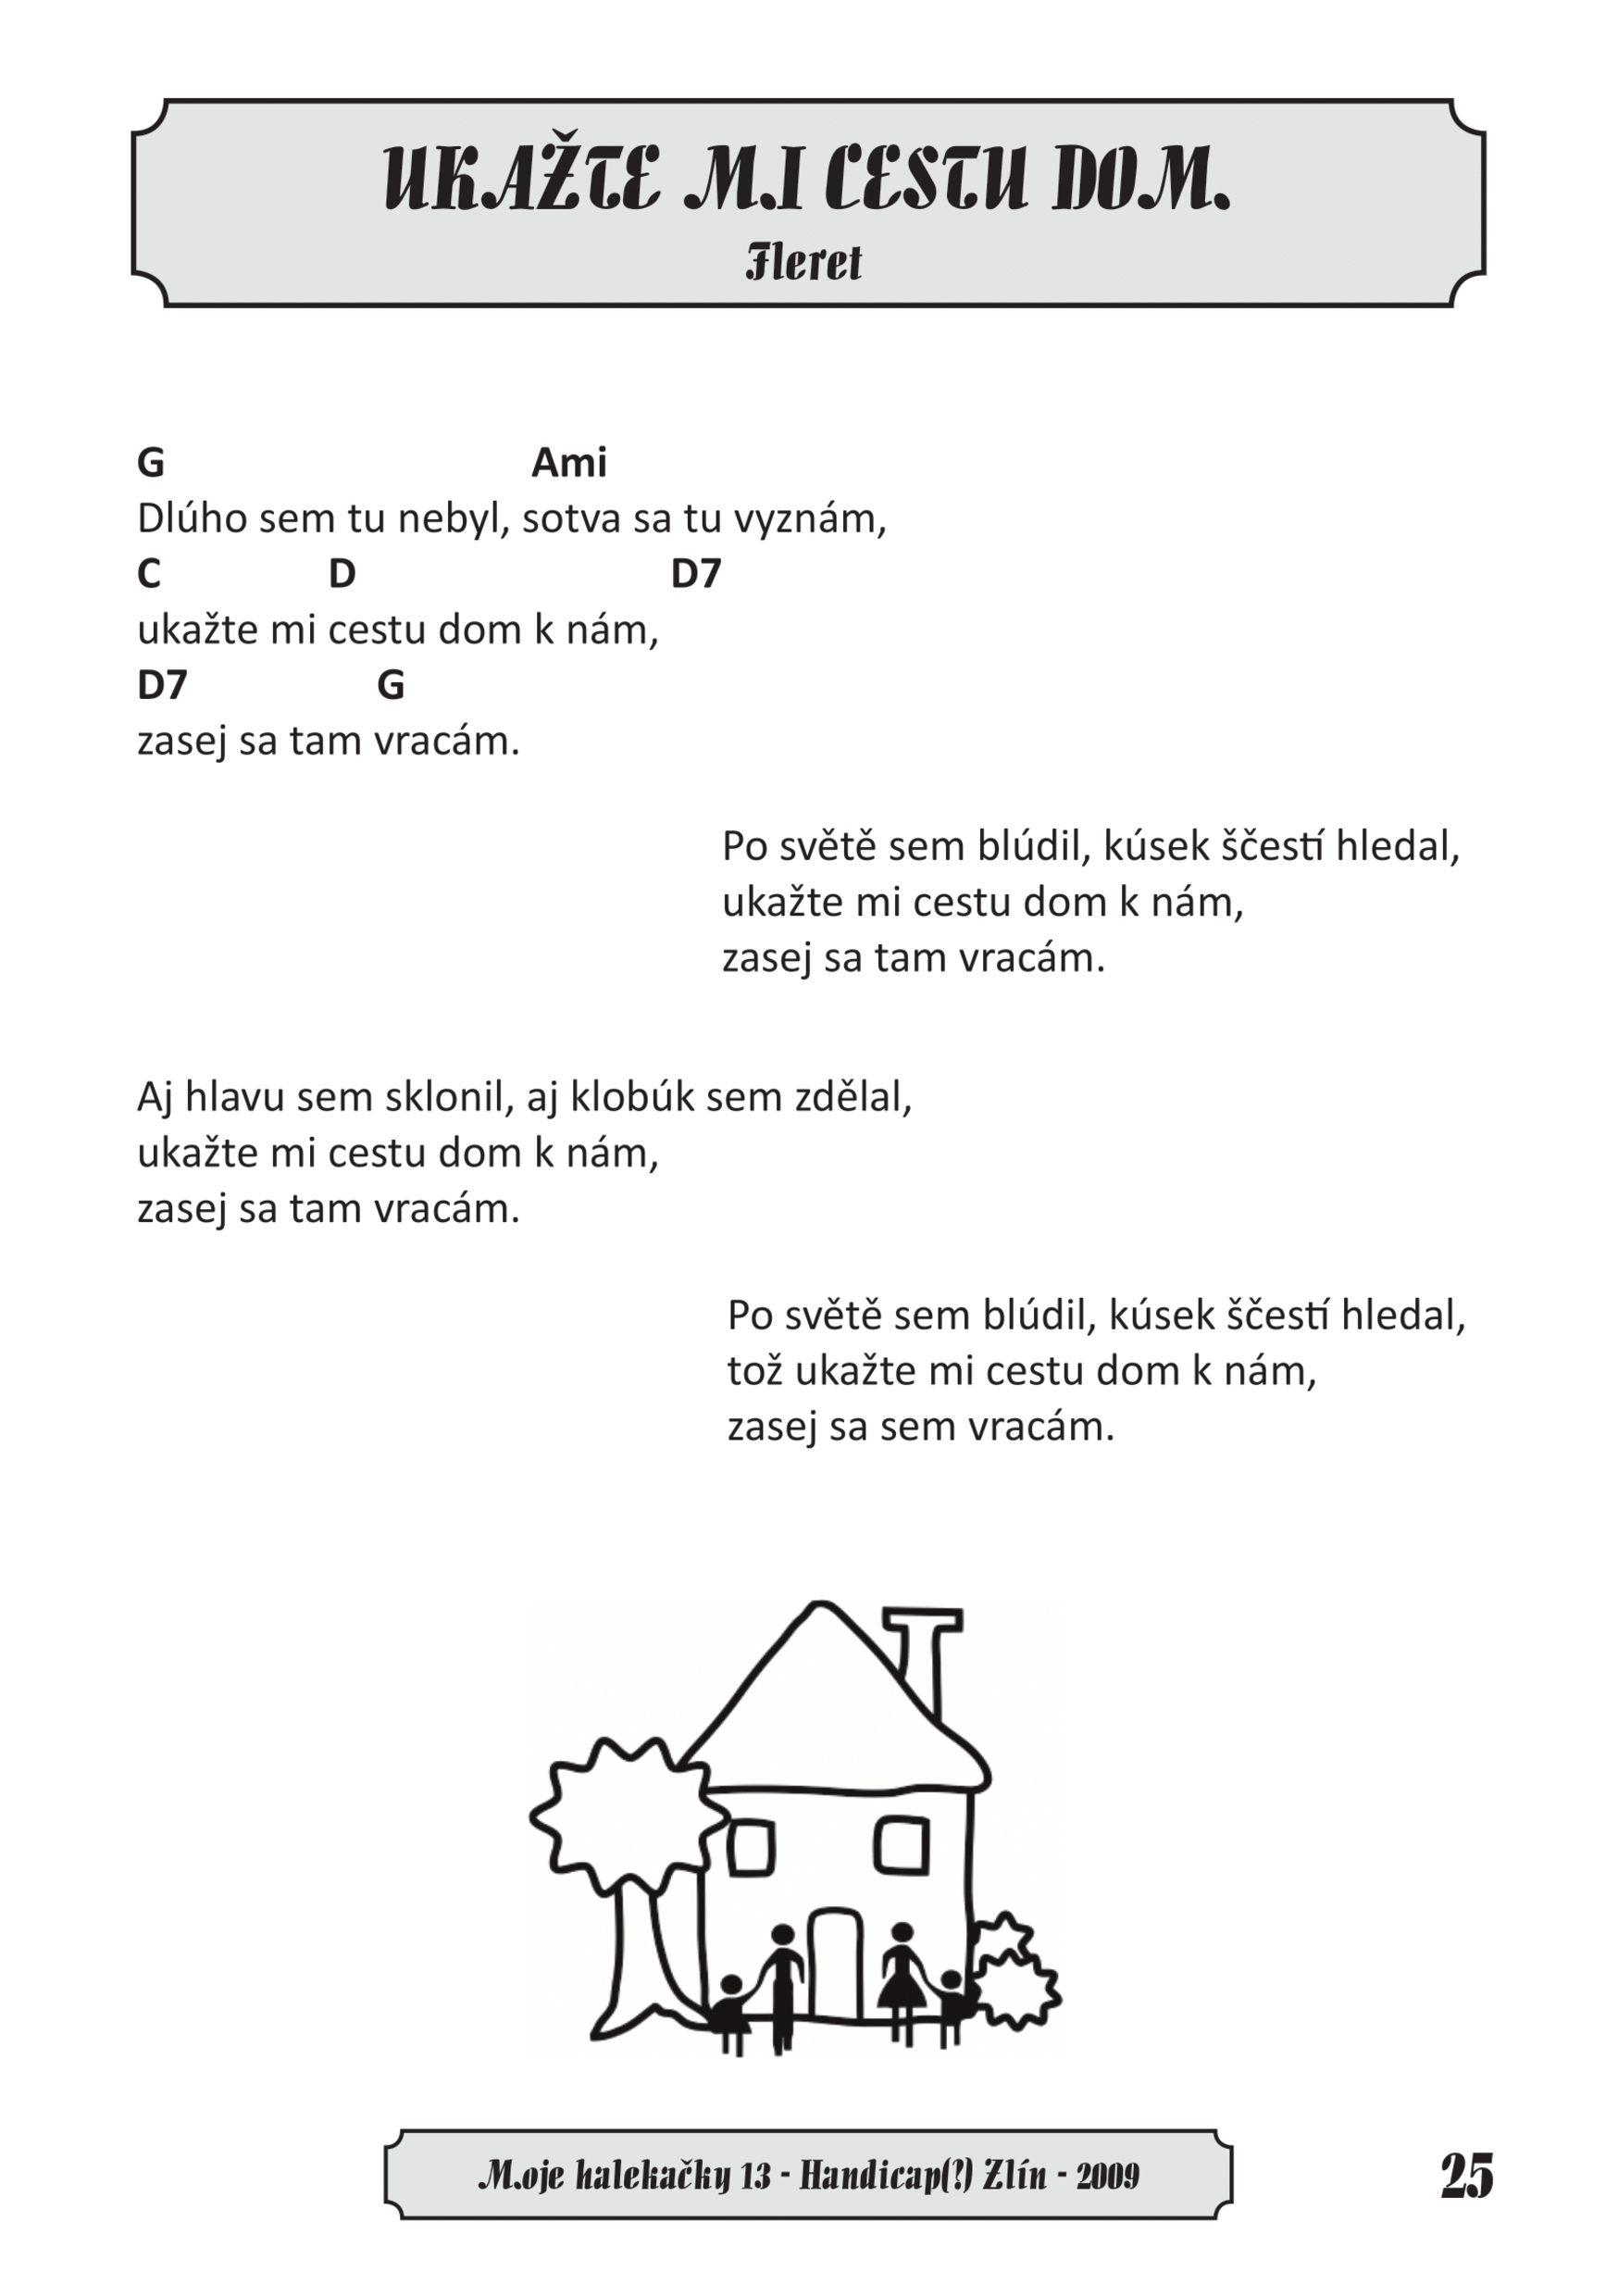 UKAŽTE MI CESTU DOM.
Fleret
G Ami
Dlúho sem tu nebyl, sotva sa tu vyznám,
C D D7
ukažte mi cestu dom k nám,
D7 G
zasej sa tam vracám.
Po světě sem blúdil, kúsek ščestí hledal,
ukažte mi cestu dom k nám,
zasej sa tam vracám.
Aj hlavu sem sklonil, aj klobúk sem zdělal,
ukažte mi cestu dom k nám,
zasej sa tam vracám.
Po světě sem blúdil, kúsek ščestí hledal,
tož ukažte mi cestu dom k nám,
zasej sa sem vracám.
Moje halekačky 13 - Handicap(?) Zlín - 2009
25